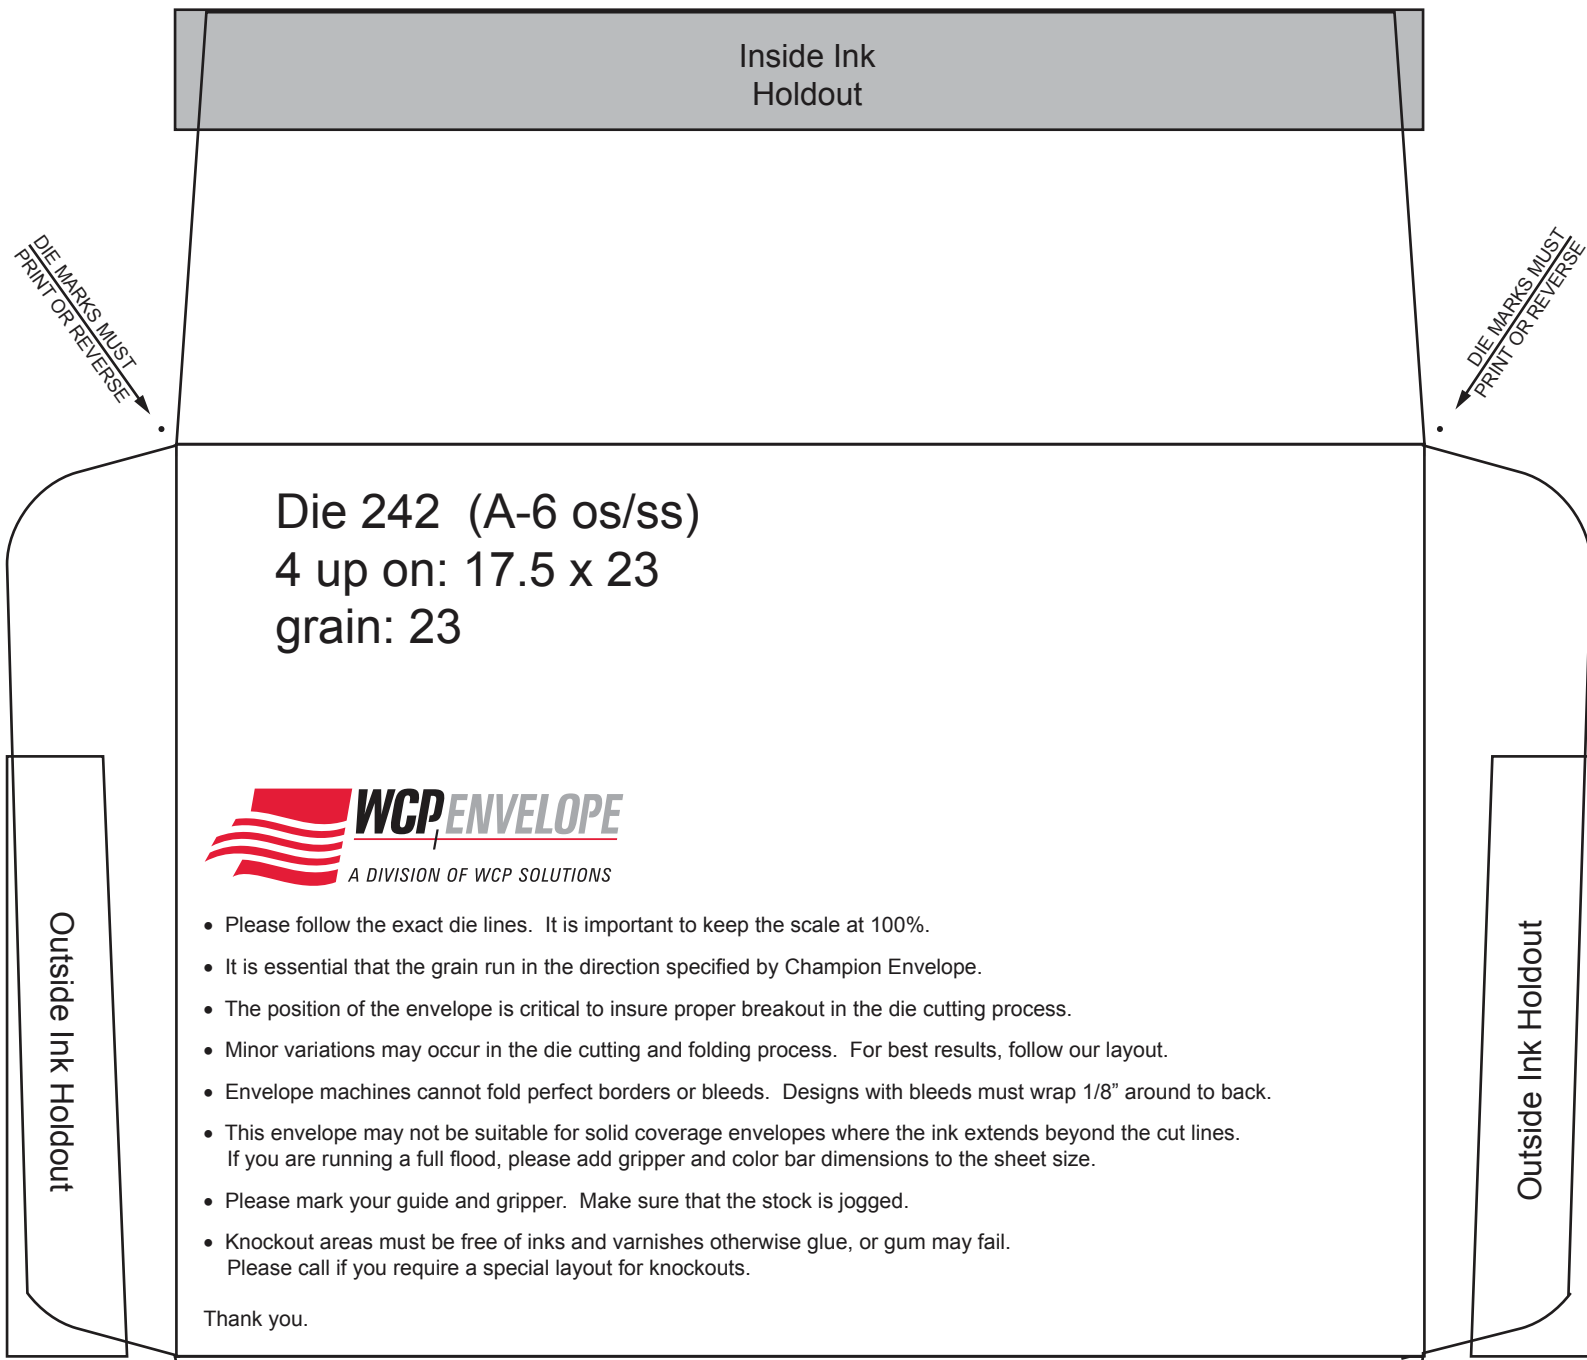 Inside Ink
Holdout
DIE MARKS MUST
PRINT OR REVERSE
DIE MARKS MUST
PRINT OR REVERSE
Die 242  (A-6 os/ss)
4 up on: 17.5 x 23
grain: 23
WCP ENVELOPE
A DIVISION OF WCP SOLUTIONS
• Please follow the exact die lines.  It is important to keep the scale at 100%.
• It is essential that the grain run in the direction specified by Champion Envelope.
• The position of the envelope is critical to insure proper breakout in the die cutting process.
• Minor variations may occur in the die cutting and folding process.  For best results, follow our layout.
• Envelope machines cannot fold perfect borders or bleeds.  Designs with bleeds must wrap 1/8” around to back.
• This envelope may not be suitable for solid coverage envelopes where the ink extends beyond the cut lines.
If you are running a full flood, please add gripper and color bar dimensions to the sheet size.
• Please mark your guide and gripper.  Make sure that the stock is jogged.
• Knockout areas must be free of inks and varnishes otherwise glue, or gum may fail.
Please call if you require a special layout for knockouts.
Thank you.
Outside Ink Holdout
Outside Ink Holdout